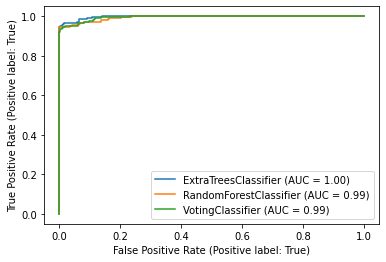 True Positive Rate (Positive label: True)
1.0
0.8
0.6
0.4
0.2
0.0
ExtraTreesClassifier (AUC = 1.00)
RandomForestClassifier (AUC = 0.99)
VotingClassifier (AUC = 0.99)
0.0 0.2 0.4 0.6 0.8 1.0
False Positive Rate (Positive label: True)